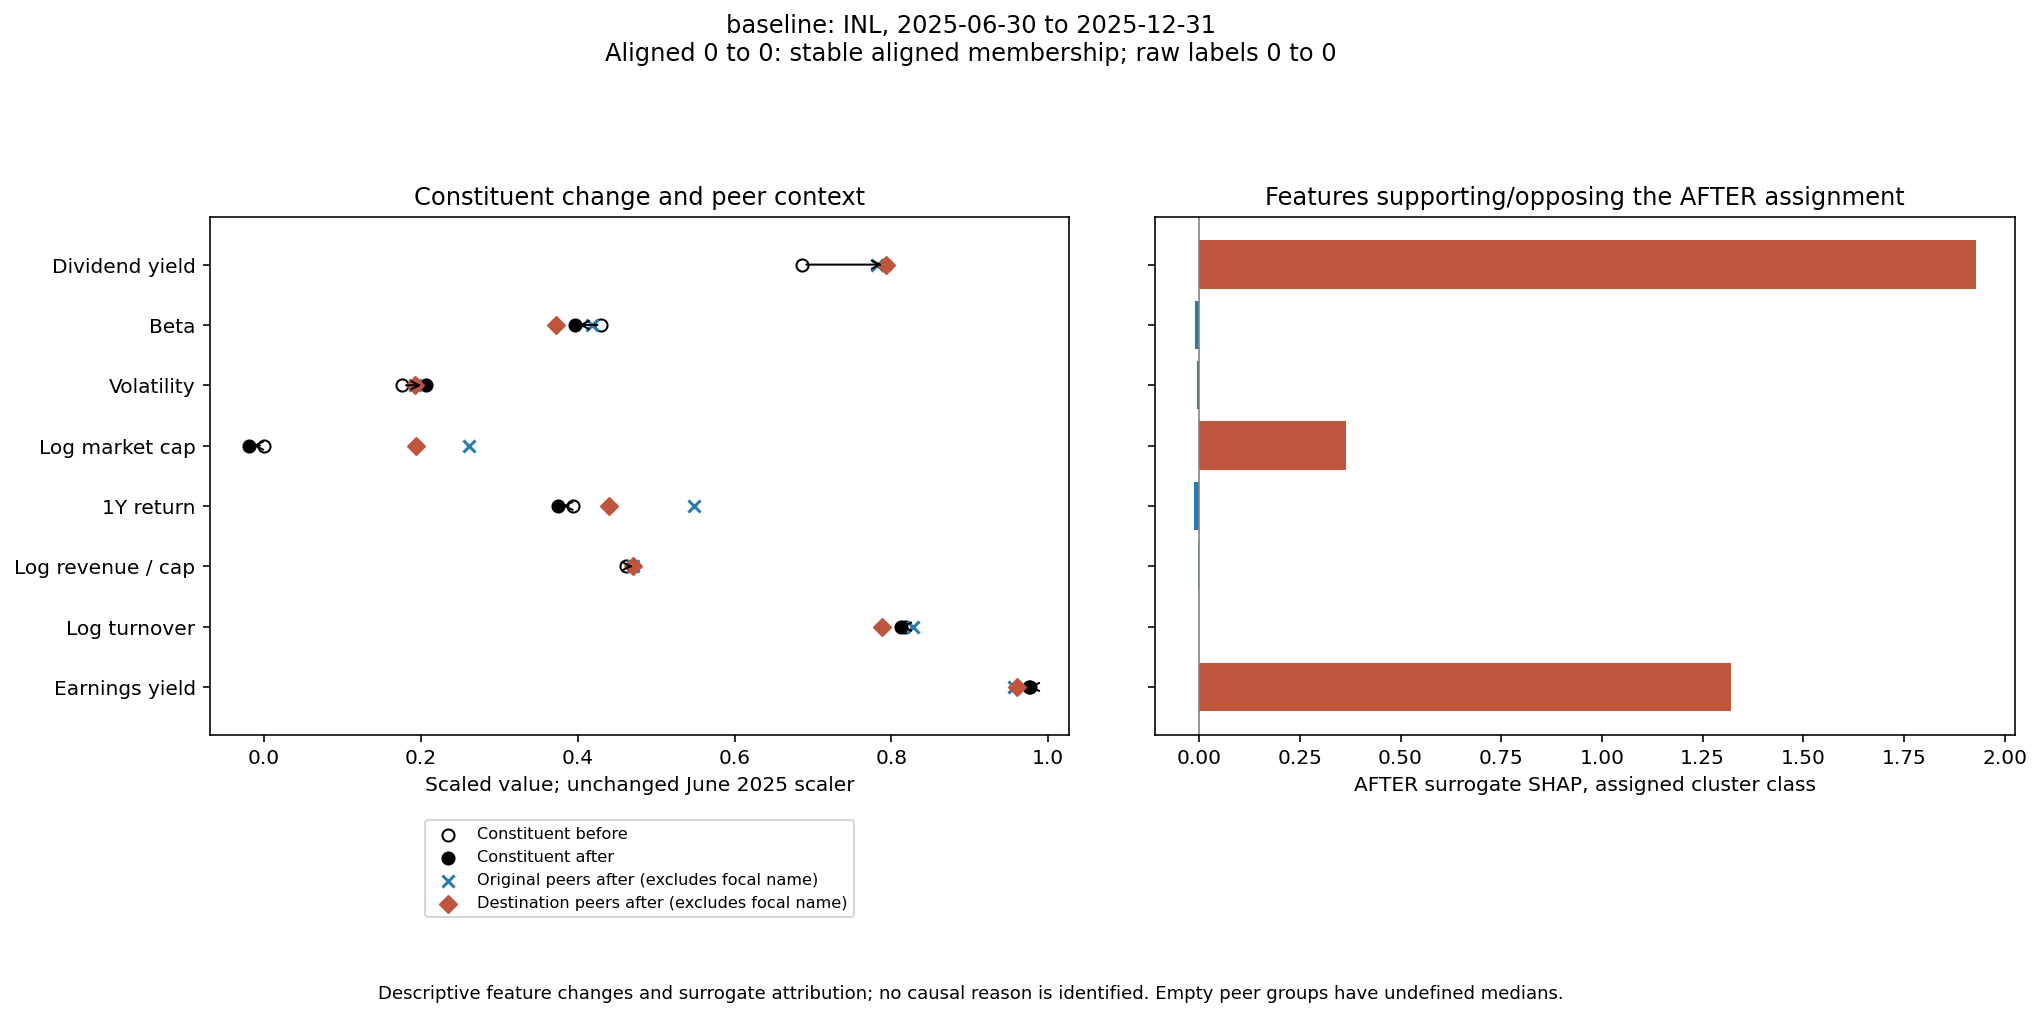 baseline: INL, 2025-06-30 to 2025-12-31
Aligned 0 to 0: stable aligned membership; raw labels 0 to 0
Constituent change and peer context
Dividend yield
Beta
Volatility
Log market cap
1Y return
Log revenue / cap
Log turnover
Earnings yield
0.0 0.2 0.4 0.6 0.8 1.0
Scaled value; unchanged June 2025 scaler
Constituent before
Constituent after
Original peers after (excludes focal name)
Destination peers after (excludes focal name)
Features supporting/opposing the AFTER assignment
0.00 0.25 0.50 0.75 1.00 1.25 1.50 1.75 2.00
AFTER surrogate SHAP, assigned cluster class
Descriptive feature changes and surrogate attribution; no causal reason is identified. Empty peer groups have undefined medians.